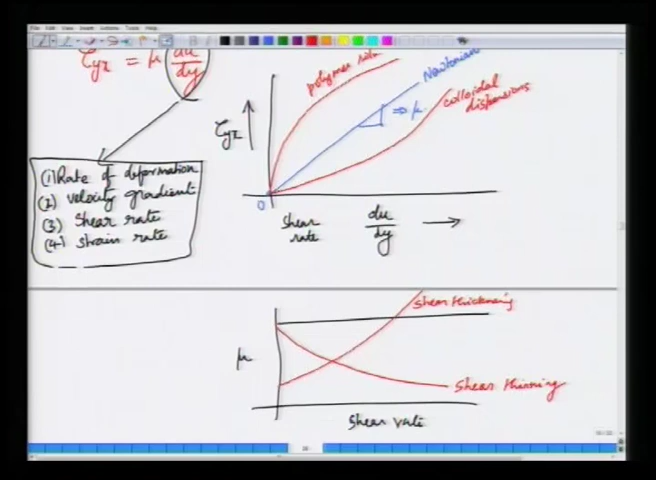 τyx = μ (du/dy)
polymer soln.
Newtonian
colloidal
dispersions
⇒ μ
τyx
(1) Rate of deformation
(2) velocity gradient
(3) Shear rate
(4) strain rate
0
Shear
rate
du/dy
Shear thickening
μ
Shear thinning
Shear rate